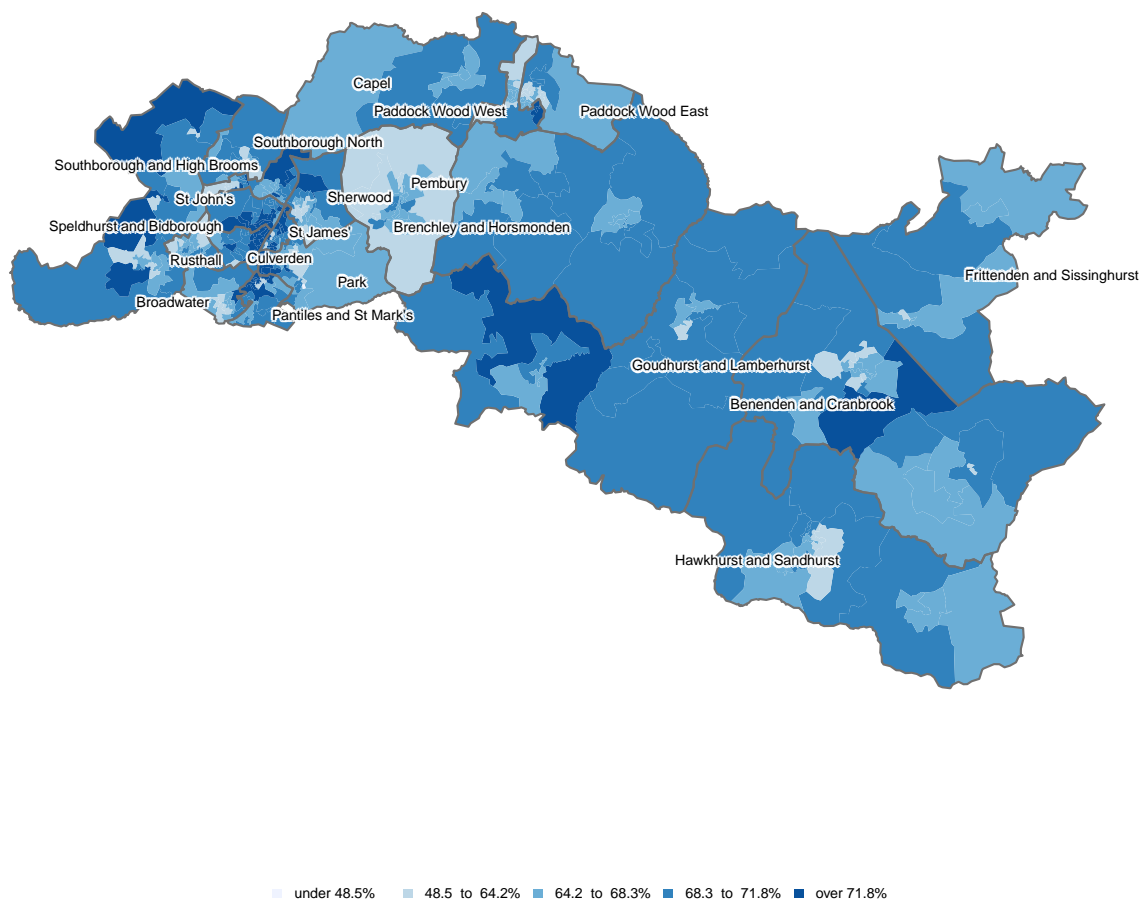 Capel
Paddock Wood West
Paddock Wood East
Southborough North
Southborough and High Brooms
Pembury
Sherwood
St John's
Speldhurst and Bidborough
Brenchley and Horsmonden
St James'
Rusthall
Culverden
Frittenden and Sissinghurst
Park
Broadwater
Pantiles and St Mark's
Goudhurst and Lamberhurst
Benenden and Cranbrook
Hawkhurst and Sandhurst
under 48.5% 48.5 to 64.2% 64.2 to 68.3% 68.3 to 71.8% over 71.8%